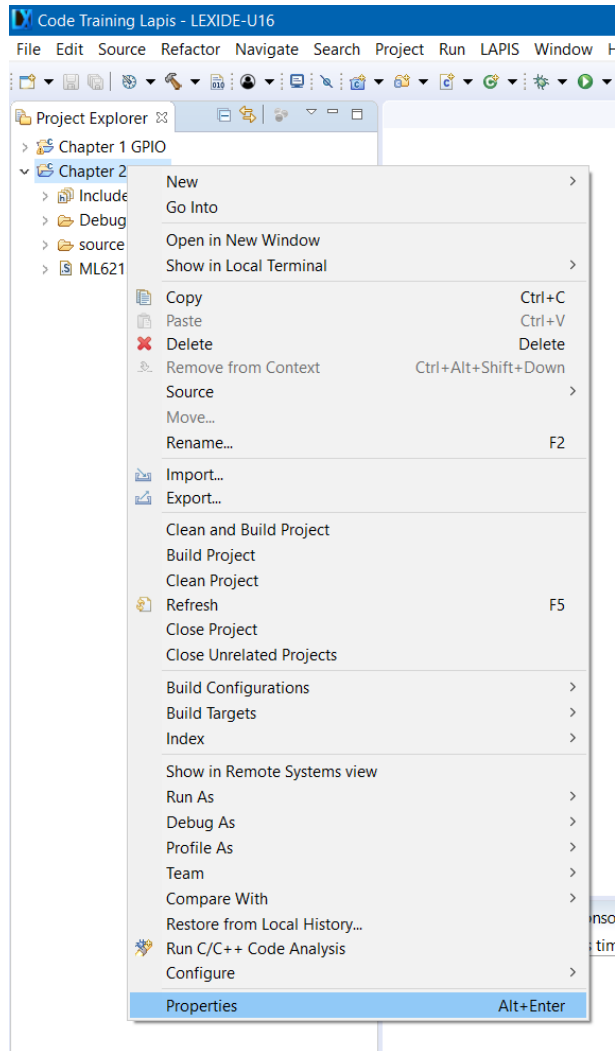 Code Training Lapis - LEXIDE-U16
File Edit Source Refactor Navigate Search Project Run LAPIS Window H
Project Explorer
Chapter 1 GPIO
Chapter 2
Include
Debug
source
ML621
New
Go Into
Open in New Window
Show in Local Terminal
Copy Ctrl+C
Paste Ctrl+V
Delete Delete
Remove from Context Ctrl+Alt+Shift+Down
Source
Move...
Rename... F2
Import...
Export...
Clean and Build Project
Build Project
Clean Project
Refresh F5
Close Project
Close Unrelated Projects
Build Configurations
Build Targets
Index
Show in Remote Systems view
Run As
Debug As
Profile As
Team
Compare With
Restore from Local History...
nso
Run C/C++ Code Analysis
tim
Configure
Properties Alt+Enter